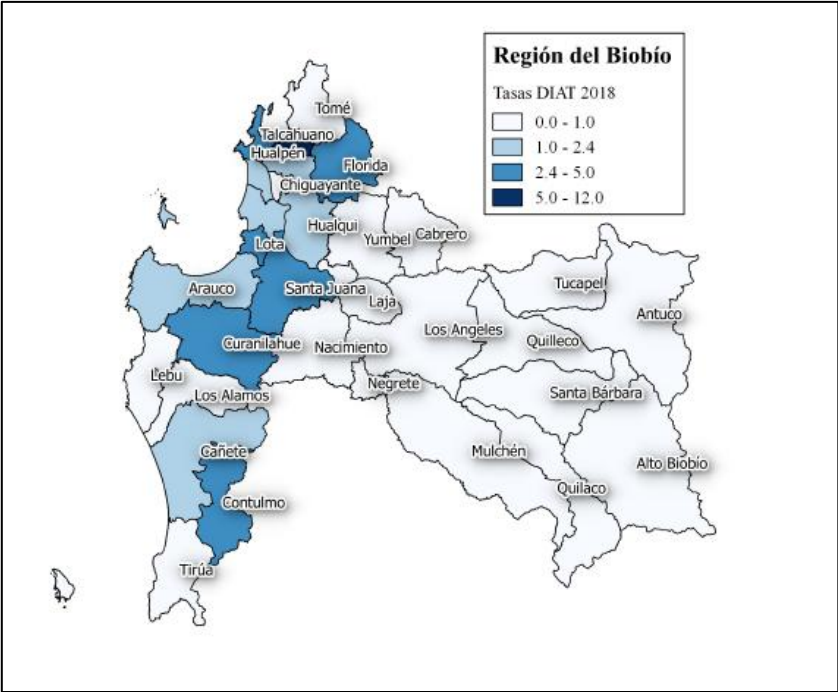 Región del Biobío
Tasas DIAT 2018
0.0 - 1.0
1.0 - 2.4
2.4 - 5.0
5.0 - 12.0
Tomé
Talcahuano
Hualpén
Florida
Chiguayante
Hualqui
Yumbel
Cabrero
Lota
Arauco
Santa Juana
Laja
Tucapel
Antuco
Los Angeles
Curanilahue
Nacimiento
Quilleco
Lebu
Negrete
Los Alamos
Santa Bárbara
Cañete
Mulchén
Alto Biobío
Quilaco
Contulmo
Tirúa